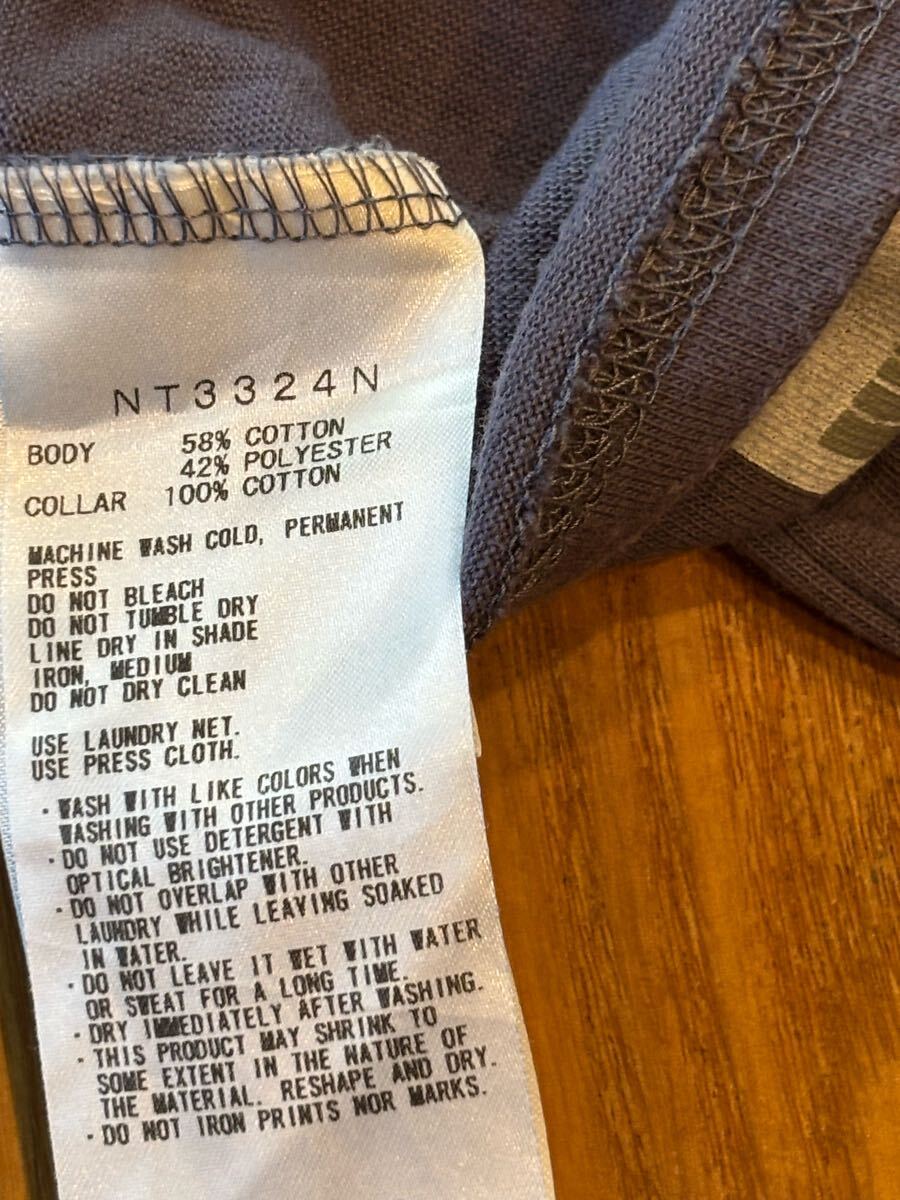 NT3324N
BODY 58% COTTON
42% POLYESTER
COLLAR 100% COTTON
MACHINE WASH COLD, PERMANENT
PRESS
DO NOT BLEACH
DO NOT TUMBLE DRY
LINE DRY IN SHADE
IRON, MEDIUM
DO NOT DRY CLEAN
USE LAUNDRY NET.
USE PRESS CLOTH.
・WASH WITH LIKE COLORS WHEN
WASHING WITH OTHER PRODUCTS.
・DO NOT USE DETERGENT WITH
OPTICAL BRIGHTENER.
・DO NOT OVERLAP WITH OTHER
LAUNDRY WHILE LEAVING SOAKED
IN WATER.
・DO NOT LEAVE IT WET WITH WATER
OR SWEAT FOR A LONG TIME.
・DRY IMMEDIATELY AFTER WASHING.
・THIS PRODUCT MAY SHRINK TO
SOME EXTENT IN THE NATURE OF
THE MATERIAL. RESHAPE AND DRY.
・DO NOT IRON PRINTS NOR MARKS.